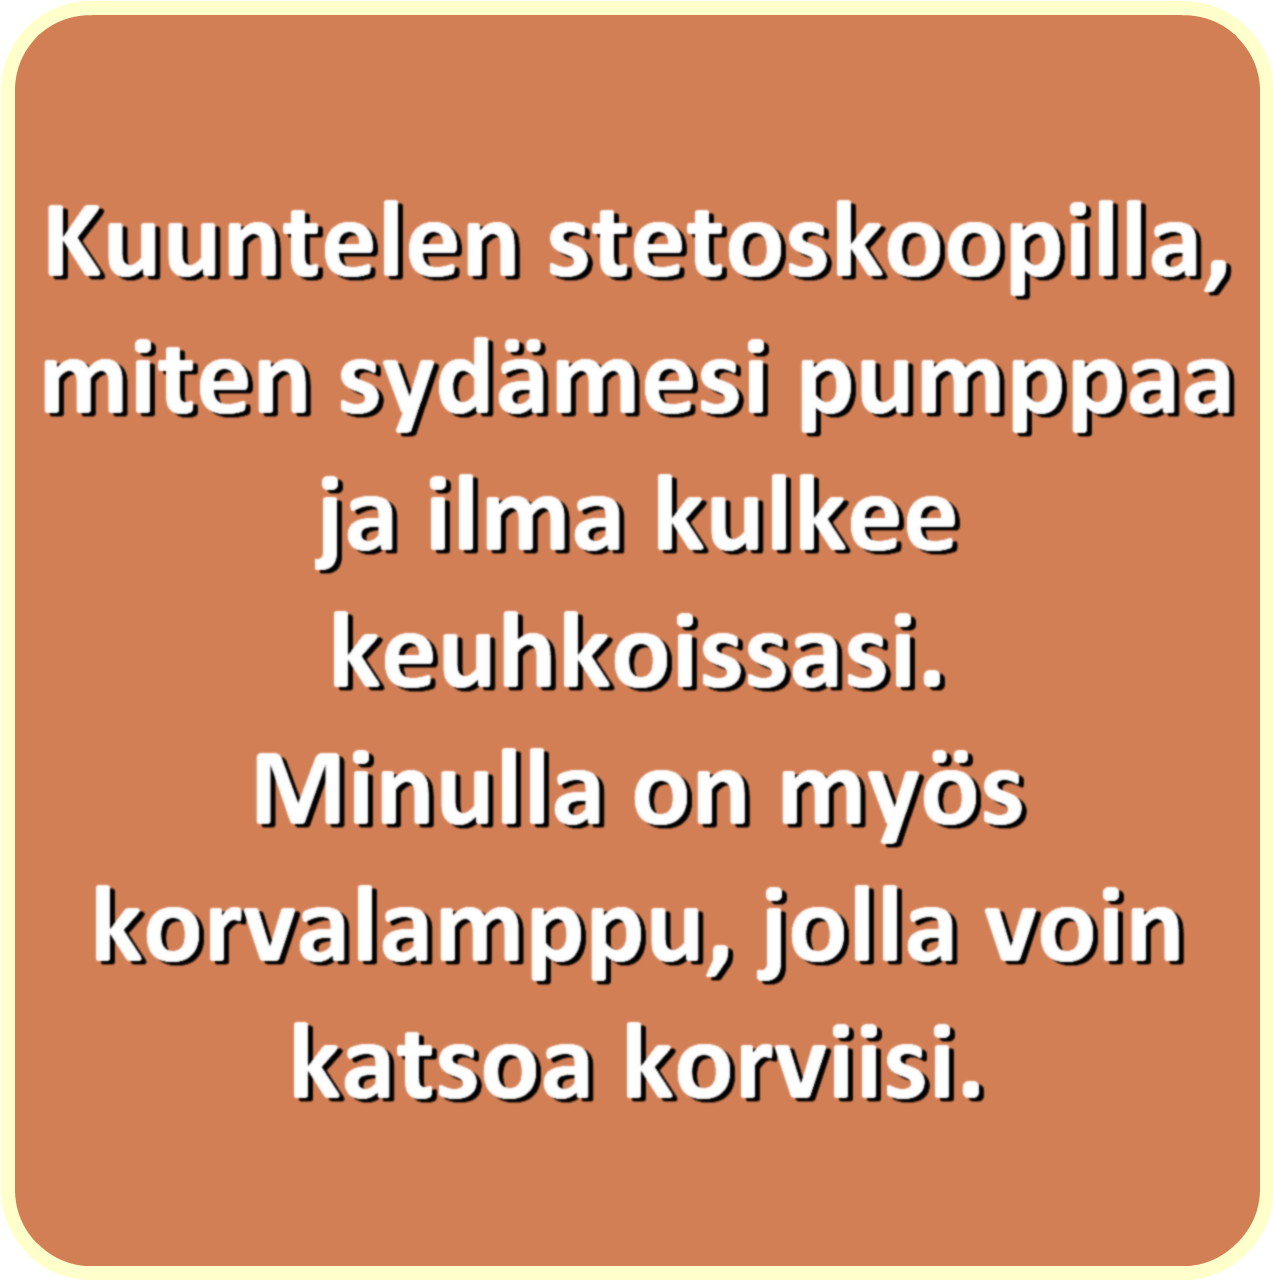 Kuuntelen stetoskoopilla,
miten sydämesi pumppaa
ja ilma kulkee
keuhkoissasi.
Minulla on myös
korvalamppu, jolla voin
katsoa korviisi.